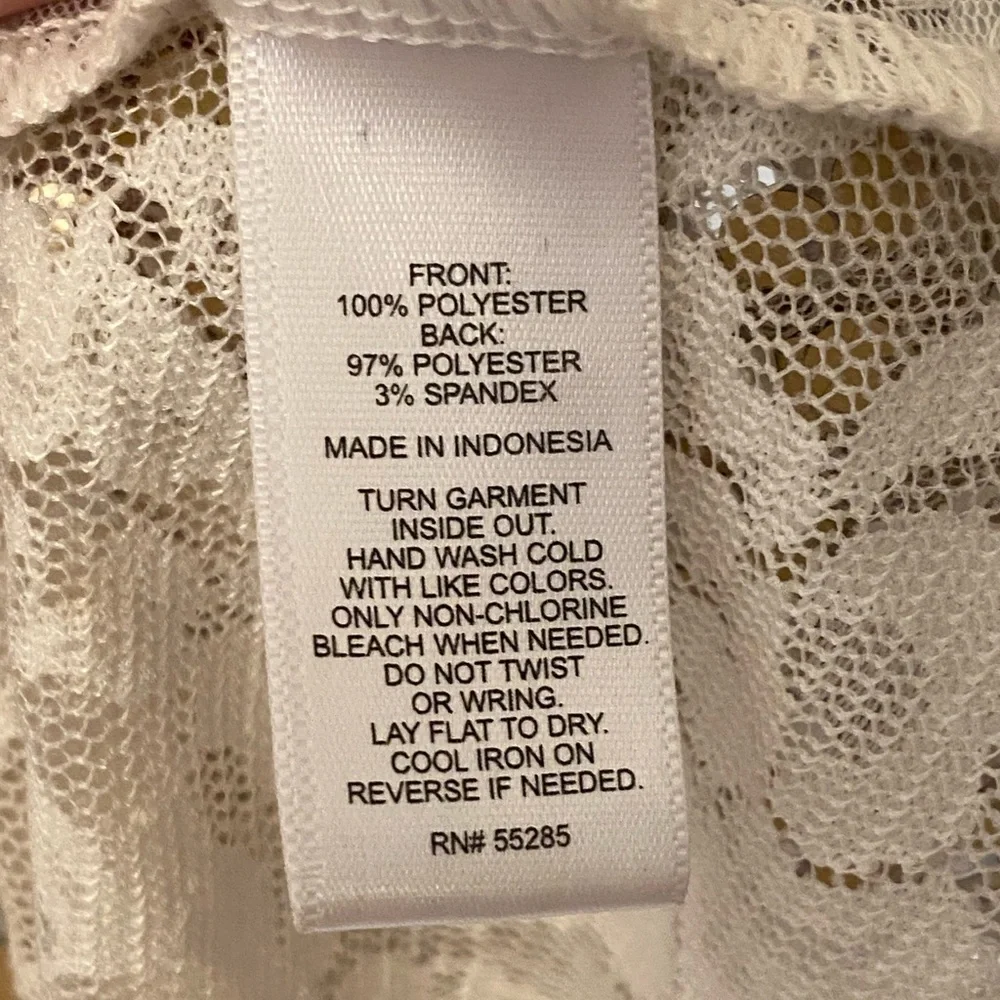 FRONT:
100% POLYESTER
BACK:
97% POLYESTER
3% SPANDEX
MADE IN INDONESIA
TURN GARMENT
INSIDE OUT.
HAND WASH COLD
WITH LIKE COLORS.
ONLY NON-CHLORINE
BLEACH WHEN NEEDED.
DO NOT TWIST
OR WRING.
LAY FLAT TO DRY.
COOL IRON ON
REVERSE IF NEEDED.
RN# 55285